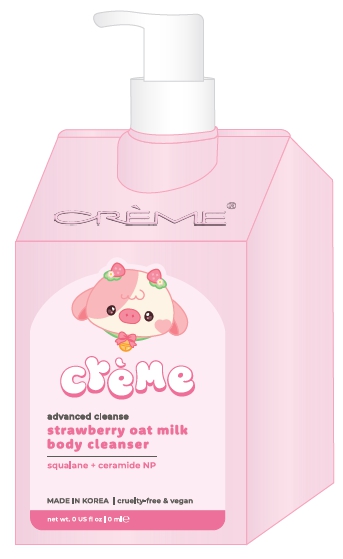 CRÈME®
crème
advanced cleanse
strawberry oat milk
body cleanser
squalane + ceramide NP
MADE IN KOREA | cruelty-free & vegan
net wt. 0 US fl oz | 0 ml℮